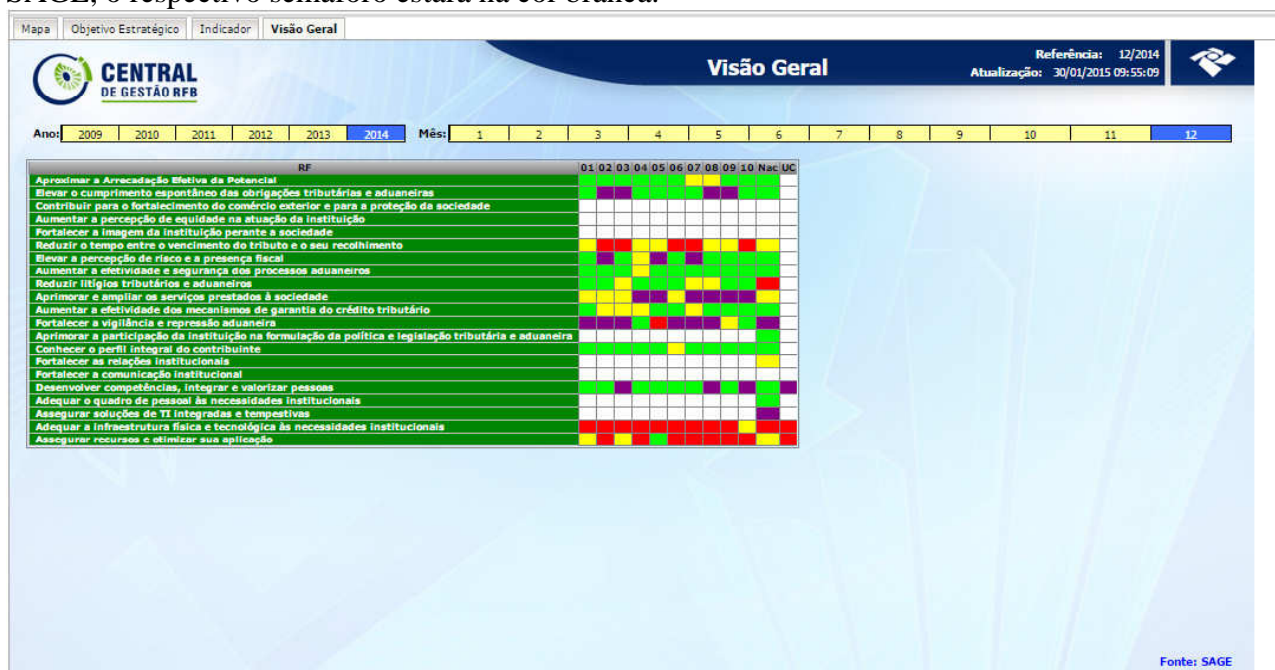 SAGE, o respectivo semáforo estará na cor branca.
Mapa Objetivo Estratégico Indicador Visão Geral
CENTRAL
DE GESTÃO RFB
Visão Geral
Referência: 12/2014
Atualização: 30/01/2015 09:55:09
Ano: 2009 2010 2011 2012 2013 2014 Mês: 1 2 3 4 5 6 7 8 9 10 11 12
RF 01 02 03 04 05 06 07 08 09 10 Nac UC
Aproximar a Arrecadação Efetiva da Potencial
Elevar o cumprimento espontâneo das obrigações tributárias e aduaneiras
Contribuir para o fortalecimento do comércio exterior e para a proteção da sociedade
Aumentar a percepção de equidade na atuação da instituição
Fortalecer a imagem da instituição perante a sociedade
Reduzir o tempo entre o vencimento do tributo e o seu recolhimento
Elevar a percepção de risco e a presença fiscal
Aumentar a efetividade e segurança dos processos aduaneiros
Reduzir litígios tributários e aduaneiros
Aprimorar e ampliar os serviços prestados à sociedade
Aumentar a efetividade dos mecanismos de garantia do crédito tributário
Fortalecer a vigilância e repressão aduaneira
Aprimorar a participação da instituição na formulação da política e legislação tributária e aduaneira
Conhecer o perfil integral do contribuinte
Fortalecer as relações institucionais
Fortalecer a comunicação institucional
Desenvolver competências, integrar e valorizar pessoas
Adequar o quadro de pessoal às necessidades institucionais
Assegurar soluções de TI integradas e tempestivas
Adequar a infraestrutura física e tecnológica às necessidades institucionais
Assegurar recursos e otimizar sua aplicação
Fonte: SAGE